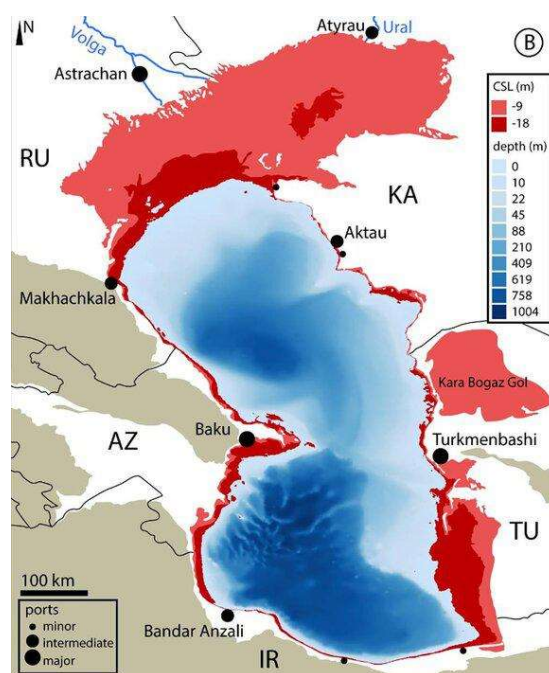 N
Volga
Atyrau
Ural
B
Astrachan
CSL (m)
-9
-18
depth (m)
0
10
22
45
88
210
409
619
758
1004
RU
KA
Aktau
Makhachkala
Kara Bogaz Gol
Baku
Turkmenbashi
AZ
TU
100 km
ports
minor
intermediate
major
Bandar Anzali
IR